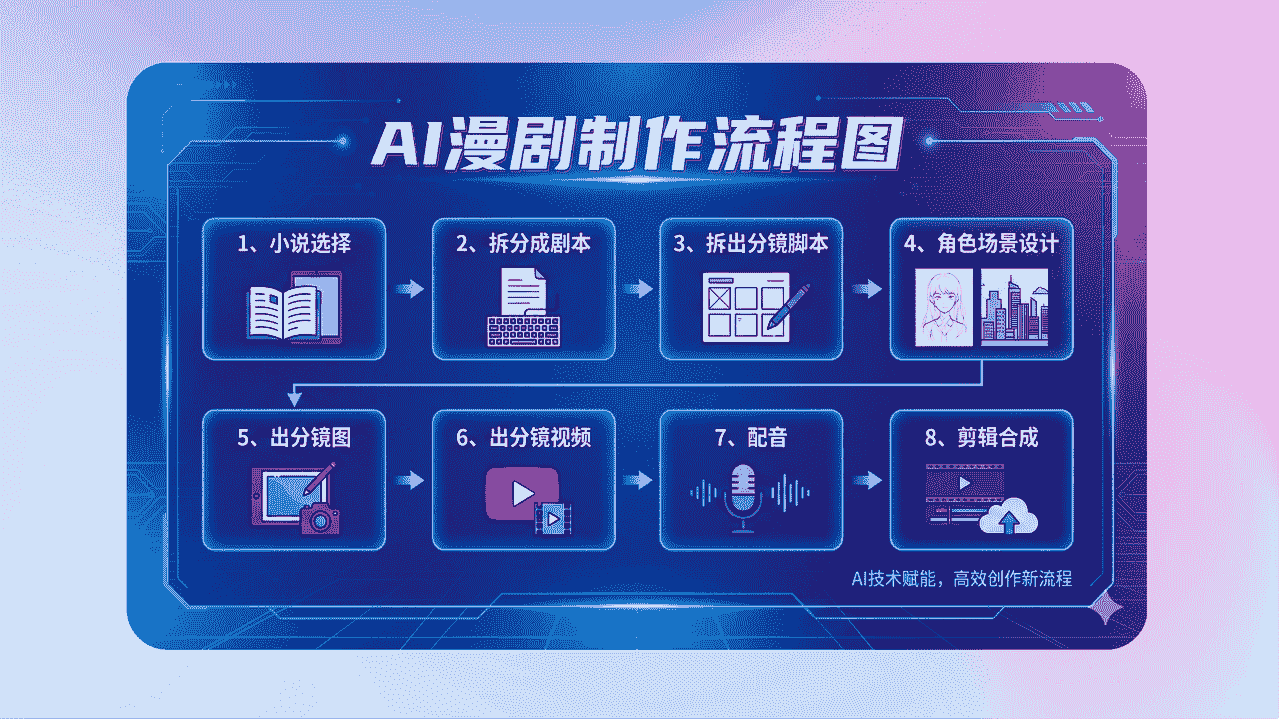 AI漫剧制作流程图
1、小说选择
2、拆分成剧本
3、拆出分镜脚本
4、角色场景设计
5、出分镜图
6、出分镜视频
7、配音
8、剪辑合成
AI技术赋能，高效创作新流程